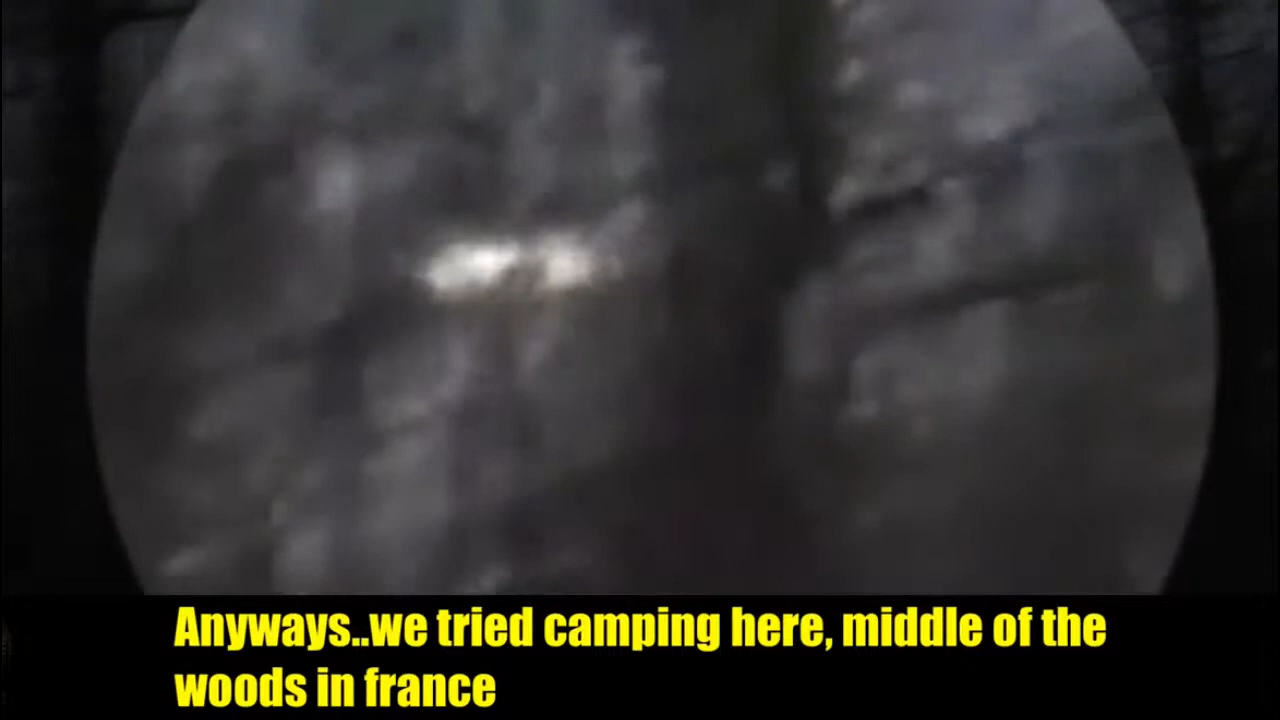 Anyways..we tried camping here, middle of the
woods in france